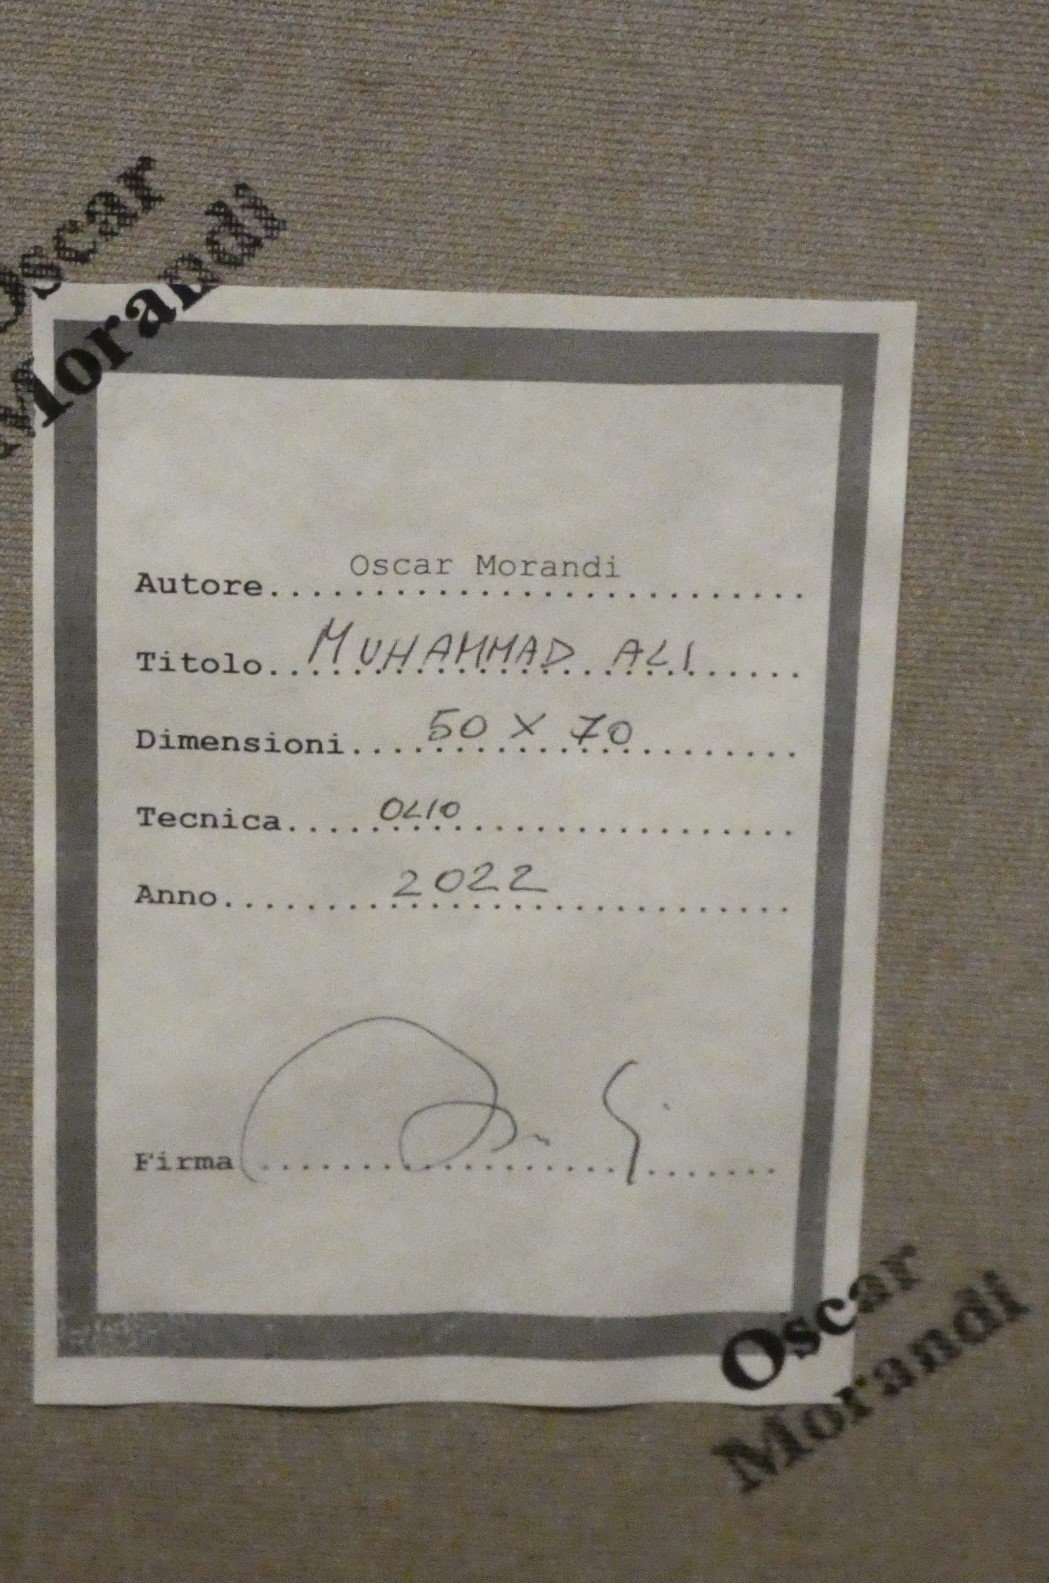 Oscar
Morandi
Autore.......................... Oscar Morandi
Titolo.......................... MUHAMMAD ALI
Dimensioni...................... 50 X 70
Tecnica......................... OLIO
Anno............................ 2022
Firma..........................
Oscar
Morandi